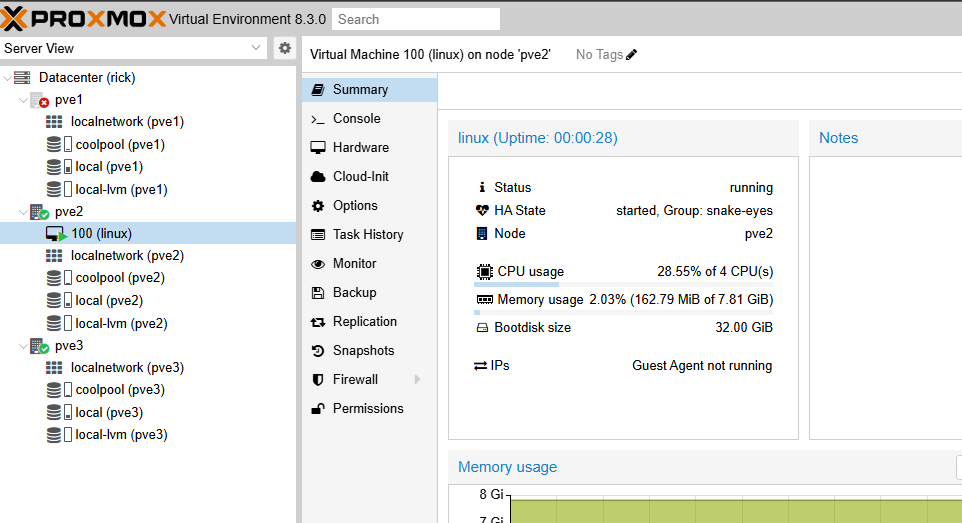 PROXMOX Virtual Environment 8.3.0 Search
Server View
Datacenter (rick)
pve1
localnetwork (pve1)
coolpool (pve1)
local (pve1)
local-lvm (pve1)
pve2
100 (linux)
localnetwork (pve2)
coolpool (pve2)
local (pve2)
local-lvm (pve2)
pve3
localnetwork (pve3)
coolpool (pve3)
local (pve3)
local-lvm (pve3)
Virtual Machine 100 (linux) on node 'pve2' No Tags
Summary
Console
Hardware
Cloud-Init
Options
Task History
Monitor
Backup
Replication
Snapshots
Firewall
Permissions
linux (Uptime: 00:00:28)
Status running
HA State started, Group: snake-eyes
Node pve2
CPU usage 28.55% of 4 CPU(s)
Memory usage 2.03% (162.79 MiB of 7.81 GiB)
Bootdisk size 32.00 GiB
IPs Guest Agent not running
Notes
Memory usage
8 Gi
7 Gi